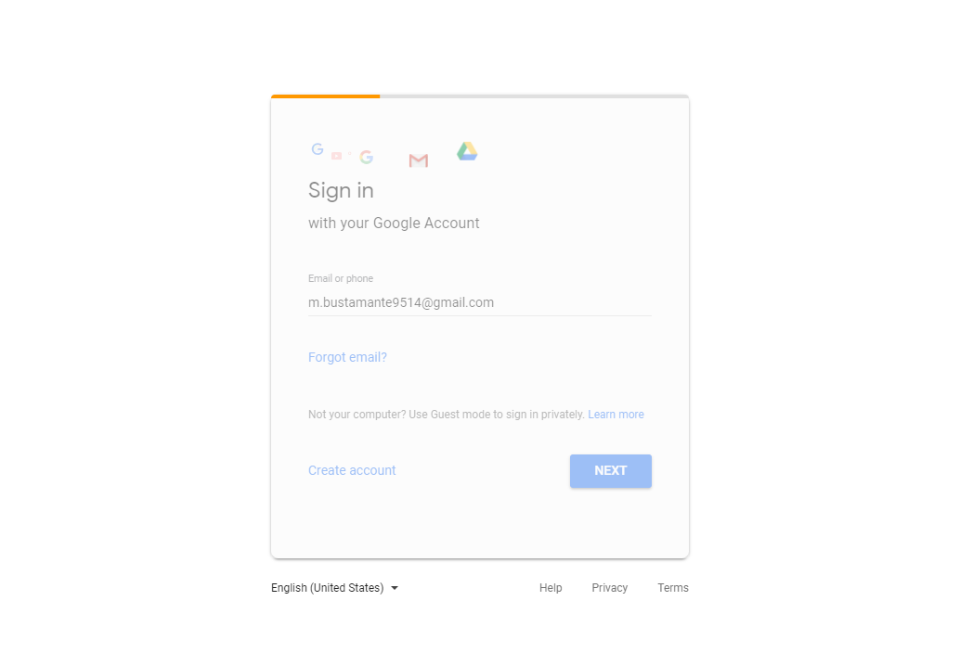 Sign in
with your Google Account
Email or phone
m.bustamante9514@gmail.com
Forgot email?
Not your computer? Use Guest mode to sign in privately. Learn more
Create account NEXT
English (United States) Help Privacy Terms